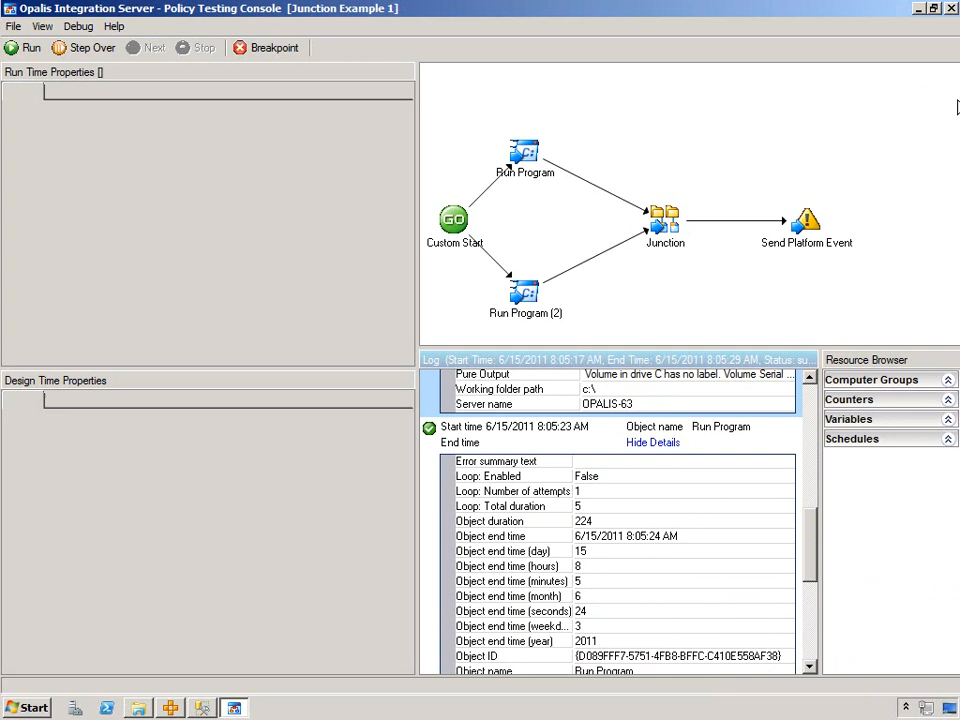 Opalis Integration Server - Policy Testing Console [Junction Example 1]
File View Debug Help
Run Step Over Next Stop Breakpoint
Run Time Properties []
Run Program
GO
Custom Start
Junction
Send Platform Event
Run Program (2)
Design Time Properties
Log (Start Time: 6/15/2011 8:05:17 AM, End Time: 6/15/2011 8:05:29 AM, Status: su...
Pure Output Volume in drive C has no label. Volume Serial ...
Working folder path c:\
Server name OPALIS-63
Start time 6/15/2011 8:05:23 AM Object name Run Program
End time Hide Details
Error summary text
Loop: Enabled False
Loop: Number of attempts 1
Loop: Total duration 5
Object duration 224
Object end time 6/15/2011 8:05:24 AM
Object end time (day) 15
Object end time (hours) 8
Object end time (minutes) 5
Object end time (month) 6
Object end time (seconds) 24
Object end time (weekd... 3
Object end time (year) 2011
Object ID {D089FFF7-5751-4FB8-BFFC-C410E558AF38}
Object name Run Program
Resource Browser
Computer Groups
Counters
Variables
Schedules
Start